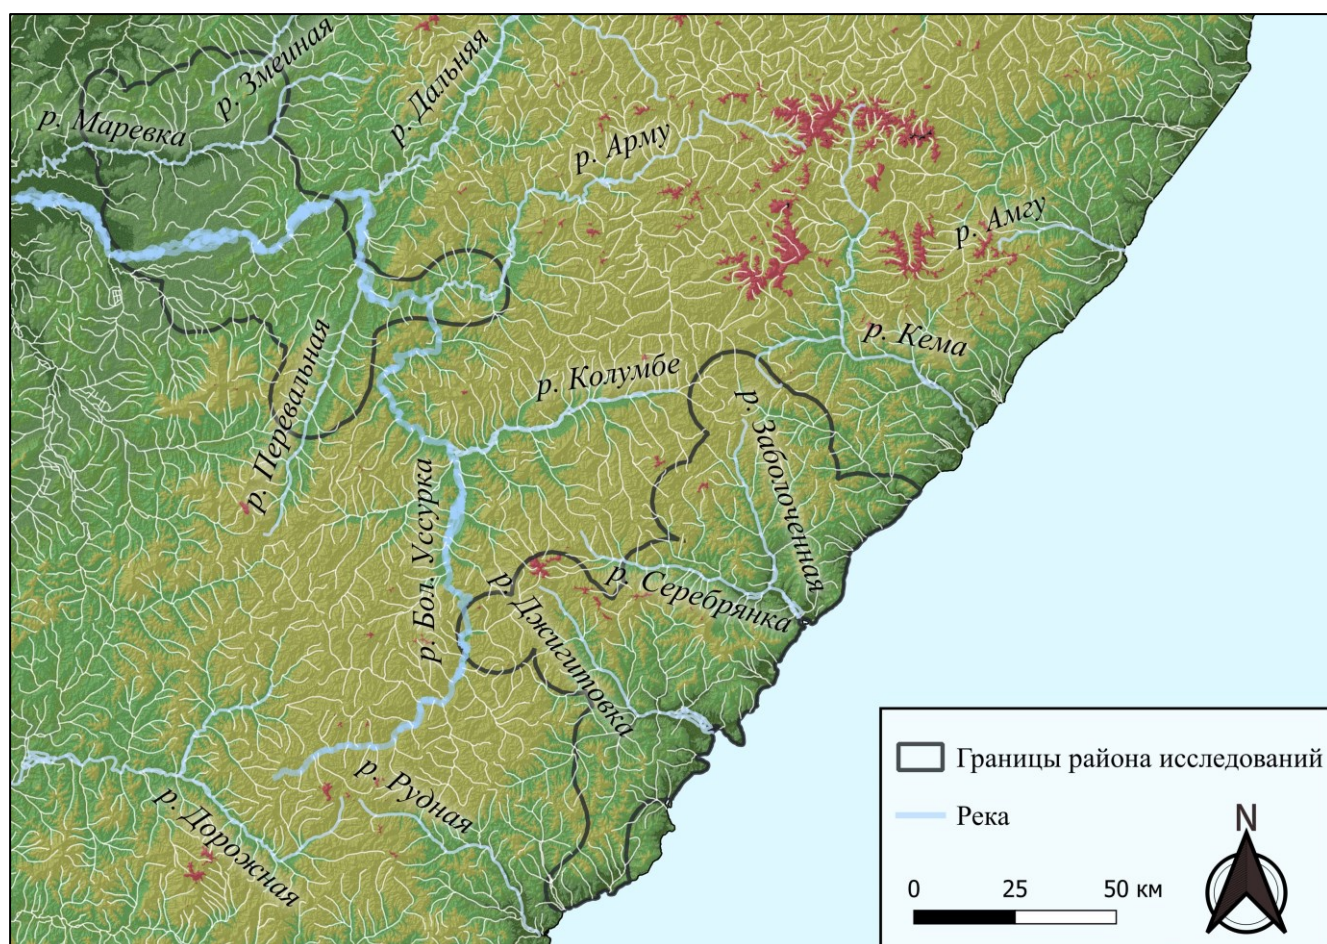 р. Змеиная
р. Дальняя
р. Маревка
р. Арму
р. Амгу
р. Кема
р. Перевальная
р. Колумбе
р. Заболоченная
р. Бол. Уссурка
р. Серебрянка
р. Джигитовка
р. Рудная
р. Дорожная
Границы района исследований
Река
N
0 25 50 км